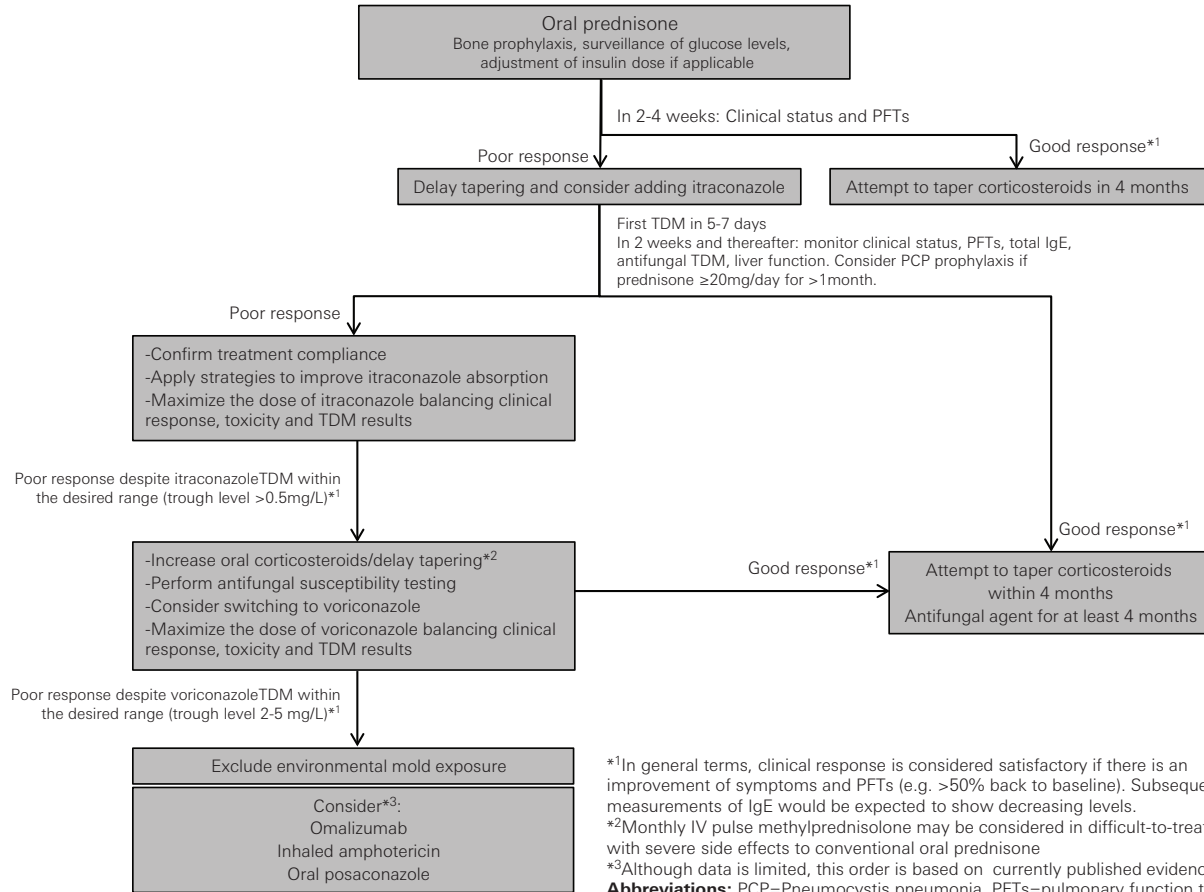 Oral prednisone
Bone prophylaxis, surveillance of glucose levels,
adjustment of insulin dose if applicable
In 2-4 weeks: Clinical status and PFTs
Poor response
Good response*1
Delay tapering and consider adding itraconazole
Attempt to taper corticosteroids in 4 months
First TDM in 5-7 days
In 2 weeks and thereafter: monitor clinical status, PFTs, total IgE,
antifungal TDM, liver function. Consider PCP prophylaxis if
prednisone ≥20mg/day for >1month.
Poor response
-Confirm treatment compliance
-Apply strategies to improve itraconazole absorption
-Maximize the dose of itraconazole balancing clinical
response, toxicity and TDM results
Poor response despite itraconazoleTDM within
the desired range (trough level >0.5mg/L)*1
Good response*1
-Increase oral corticosteroids/delay tapering*2
-Perform antifungal susceptibility testing
-Consider switching to voriconazole
-Maximize the dose of voriconazole balancing clinical
response, toxicity and TDM results
Good response*1
Attempt to taper corticosteroids
within 4 months
Antifungal agent for at least 4 months
Poor response despite voriconazoleTDM within
the desired range (trough level 2-5 mg/L)*1
Exclude environmental mold exposure
Consider*3:
Omalizumab
Inhaled amphotericin
Oral posaconazole
*1In general terms, clinical response is considered satisfactory if there is an
improvement of symptoms and PFTs (e.g. >50% back to baseline). Subseque
measurements of IgE would be expected to show decreasing levels.
*2Monthly IV pulse methylprednisolone may be considered in difficult-to-treat
with severe side effects to conventional oral prednisone
*3Although data is limited, this order is based on currently published evidenc
Abbreviations: PCP–Pneumocystis pneumonia, PFTs–pulmonary function t